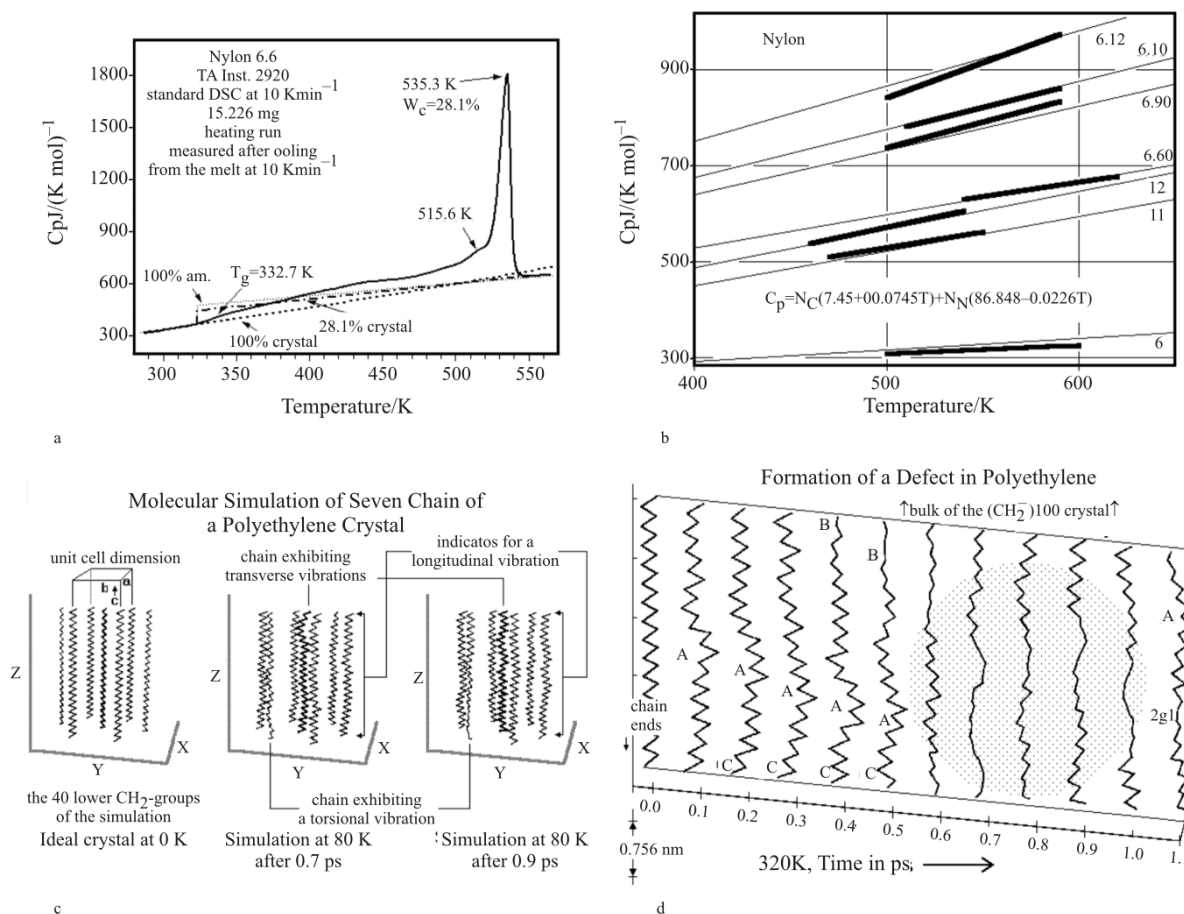 Nylon 6.6
TA Inst. 2920
standard DSC at 10 Kmin⁻¹
15.226 mg
heating run
measured after ooling
from the melt at 10 Kmin⁻¹
535.3 K
W_c=28.1%
515.6 K
T_g=332.7 K
100% am.
28.1% crystal
100% crystal
CpJ/(K mol)⁻¹
1800
1500
1200
900
600
300
300
350
400
450
500
550
Temperature/K
a
Nylon
6.12
6.10
6.90
6.60
12
11
6
C_p=N_C(7.45+00.0745T)+N_N(86.848–0.0226T)
CpJ/(K mol)⁻¹
900
700
500
300
400
500
600
Temperature/K
b
Molecular Simulation of Seven Chain of
a Polyethylene Crystal
unit cell dimension
chain exhibiting
transverse vibrations
indicatos for a
longitudinal vibration
a
b
c
Z
Y
X
Z
Y
X
Z
Y
X
the 40 lower CH₂-groups
of the simulation
Ideal crystal at 0 K
chain exhibiting
a torsional vibration
Simulation at 80 K
after 0.7 ps
Simulation at 80 K
after 0.9 ps
c
Formation of a Defect in Polyethylene
↑bulk of the (CH₂⁻)100 crystal↑
B
B
A
A
A
A
A
A
C
C
C
C
2g1
chain
ends
0.0
0.1
0.2
0.3
0.4
0.5
0.6
0.7
0.8
0.9
1.0
1.
0.756 nm
320K, Time in ps
d